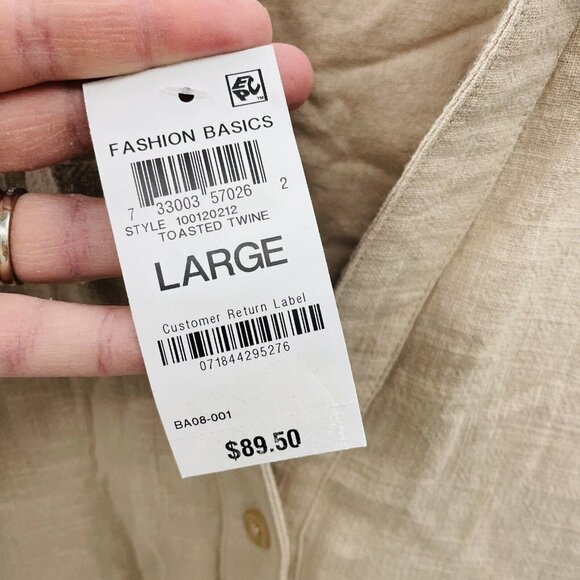 EPC™
FASHION BASICS
7 33003 57026 2
STYLE 100120212
TOASTED TWINE
LARGE
Customer Return Label
071844295276
BA08-001
$89.50